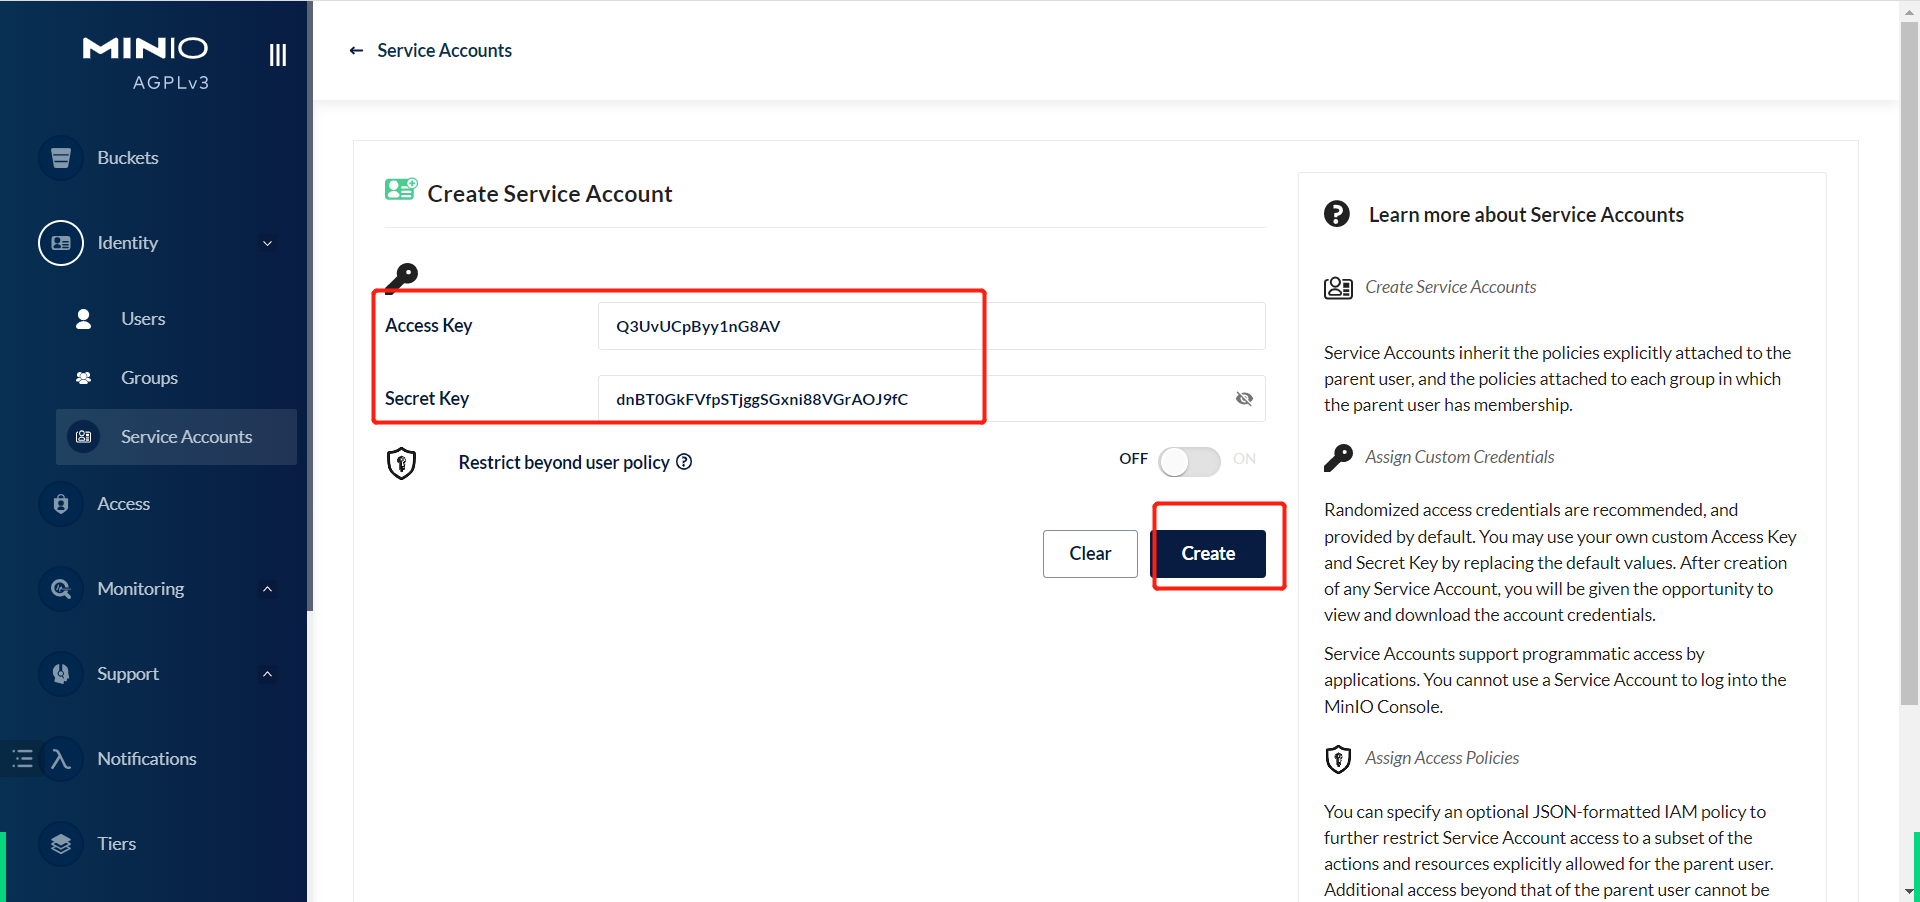 MINIO
AGPLv3
Buckets
Identity
Users
Groups
Service Accounts
Access
Monitoring
Support
Notifications
Tiers
Service Accounts
Create Service Account
Access Key
Q3UvUCpByy1nG8AV
Secret Key
dnBT0GkFVfpSTjggSGxni88VGrAOJ9fC
Restrict beyond user policy
OFF
ON
Clear
Create
Learn more about Service Accounts
Create Service Accounts
Service Accounts inherit the policies explicitly attached to the
parent user, and the policies attached to each group in which
the parent user has membership.
Assign Custom Credentials
Randomized access credentials are recommended, and
provided by default. You may use your own custom Access Key
and Secret Key by replacing the default values. After creation
of any Service Account, you will be given the opportunity to
view and download the account credentials.
Service Accounts support programmatic access by
applications. You cannot use a Service Account to log into the
MinIO Console.
Assign Access Policies
You can specify an optional JSON-formatted IAM policy to
further restrict Service Account access to a subset of the
actions and resources explicitly allowed for the parent user.
Additional access beyond that of the parent user cannot be